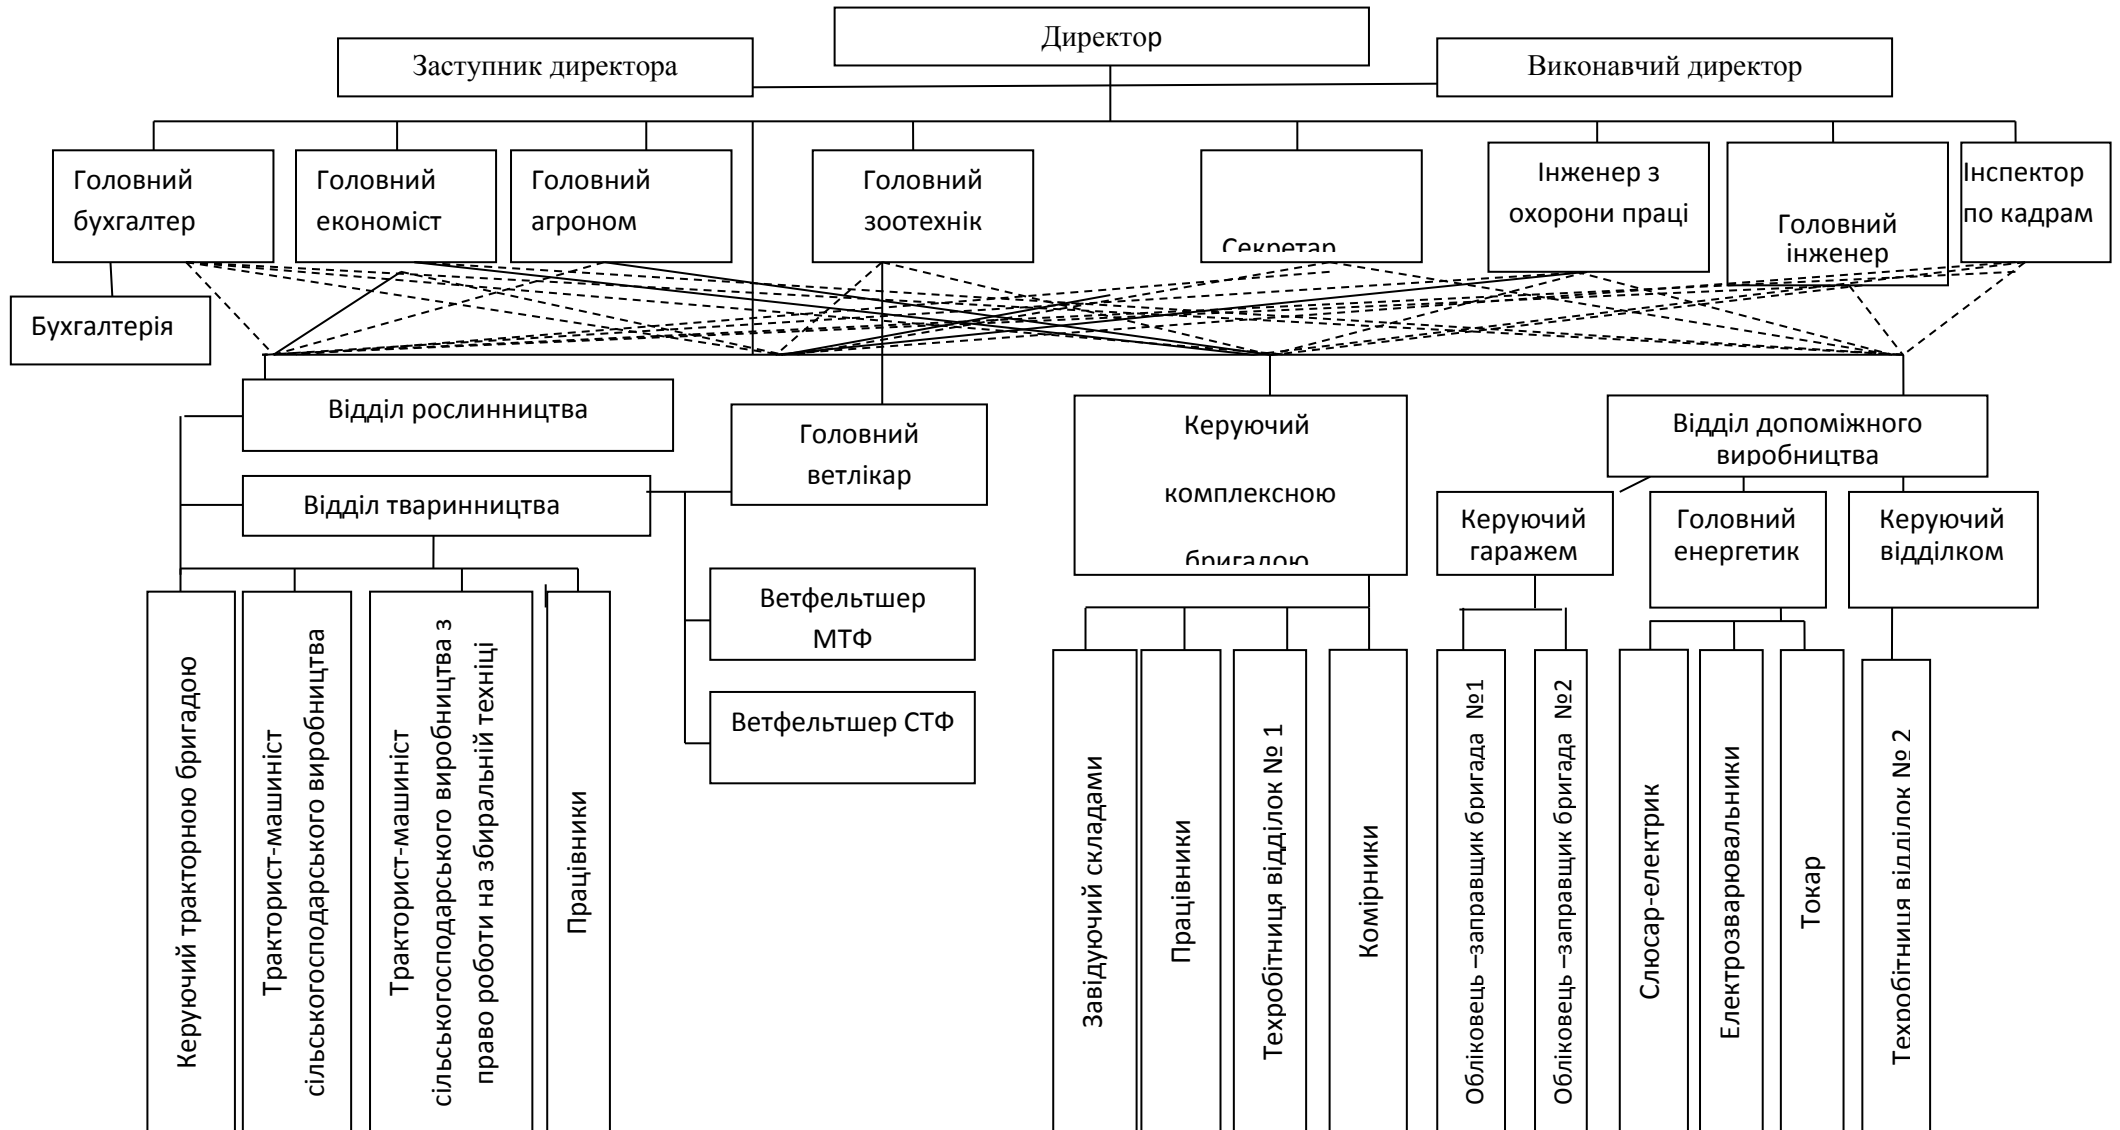 Директор
Заступник директора
Виконавчий директор
Головний
бухгалтер
Головний
економіст
Головний
агроном
Головний
зоотехнік
Секретар
Інженер з
охорони праці
Головний
інженер
Інспектор
по кадрам
Бухгалтерія
Відділ рослинництва
Головний
ветлікар
Керуючий
комплексною
бригадою
Відділ допоміжного
виробництва
Відділ тваринництва
Керуючий
гаражем
Головний
енергетик
Керуючий
відділком
Ветфельтшер
МТФ
Ветфельтшер СТФ
Керуючий тракторною бригадою
Тракторист-машиніст
сільськогосподарського виробництва
Тракторист-машиніст
сільськогосподарського виробництва з
право роботи на збиральній техніці
Працівники
Завідуючий складами
Працівники
Техробітниця відділок № 1
Комірники
Обліковець –заправщик бригада №1
Обліковець –заправщик бригада №2
Слюсар-електрик
Електрозварювальники
Токар
Техробітниця відділок № 2